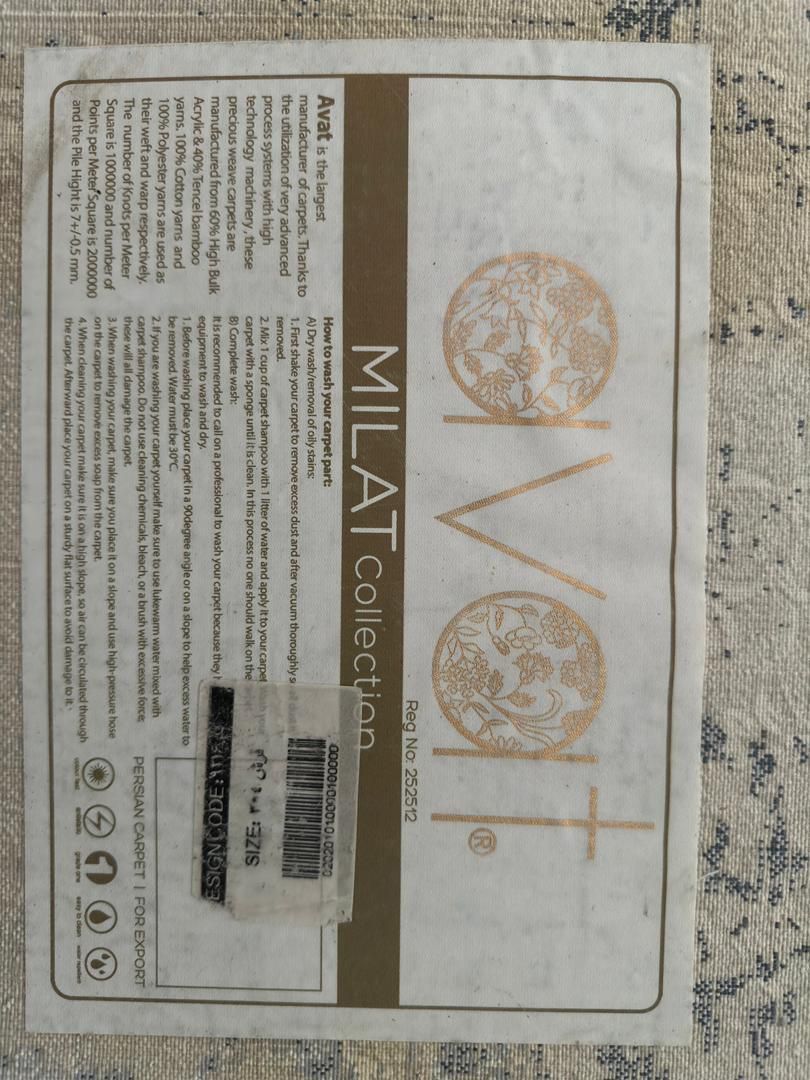 avat®
Reg No: 252512
MILAT Collection
Avat is the largest
manufacturer of carpets. Thanks to
the utilization of very advanced
process systems with high
technology machinery, these
precious weave carpets are
manufactured from 60% High Bulk
Acrylic & 40% Tencel bamboo
yarns. 100% Cotton yarns and
100% Polyester yarns are used as
their weft and warp respectively.
The number of Knots per Meter
Square is 1000000 and number of
Points per Meter Square is 2000000
and the Pile Hight is 7+/-0.5 mm.
How to wash your carpet part:
A) Dry wash/removal of oily stains:
1. First shake your carpet to remove excess dust and after vacuum thoroughly
removed.
2. Mix 1 cup of carpet shampoo with 1 litter of water and apply it to your carpet
carpet with a sponge until it is clean. In this process no one should walk on the
B) Complete wash:
It is recommended to call on a professional to wash your carpet because they
equipment to wash and dry.
1. Before washing place your carpet in a 90degree angle or on a slope to help excess water to
be removed. Water must be 30°C.
2. If you are washing your carpet yourself make sure to use lukewarm water mixed with
carpet shampoo. Do not use cleaning chemicals, bleach, or a brush with excessive force;
these will all damage the carpet.
3. When washing your carpet, make sure you place it on a slope and use high-pressure hose
on the carpet to remove excess soap from the carpet.
4. When cleaning your carpet make sure it is on a high slope, so air can be circulated through
the carpet. Afterward place your carpet on a sturdy flat surface to avoid damage to it.
SIZE:
PERSIAN CARPET | FOR EXPORT
colour fast
antistatic
grade one
easy to clean
water repellent